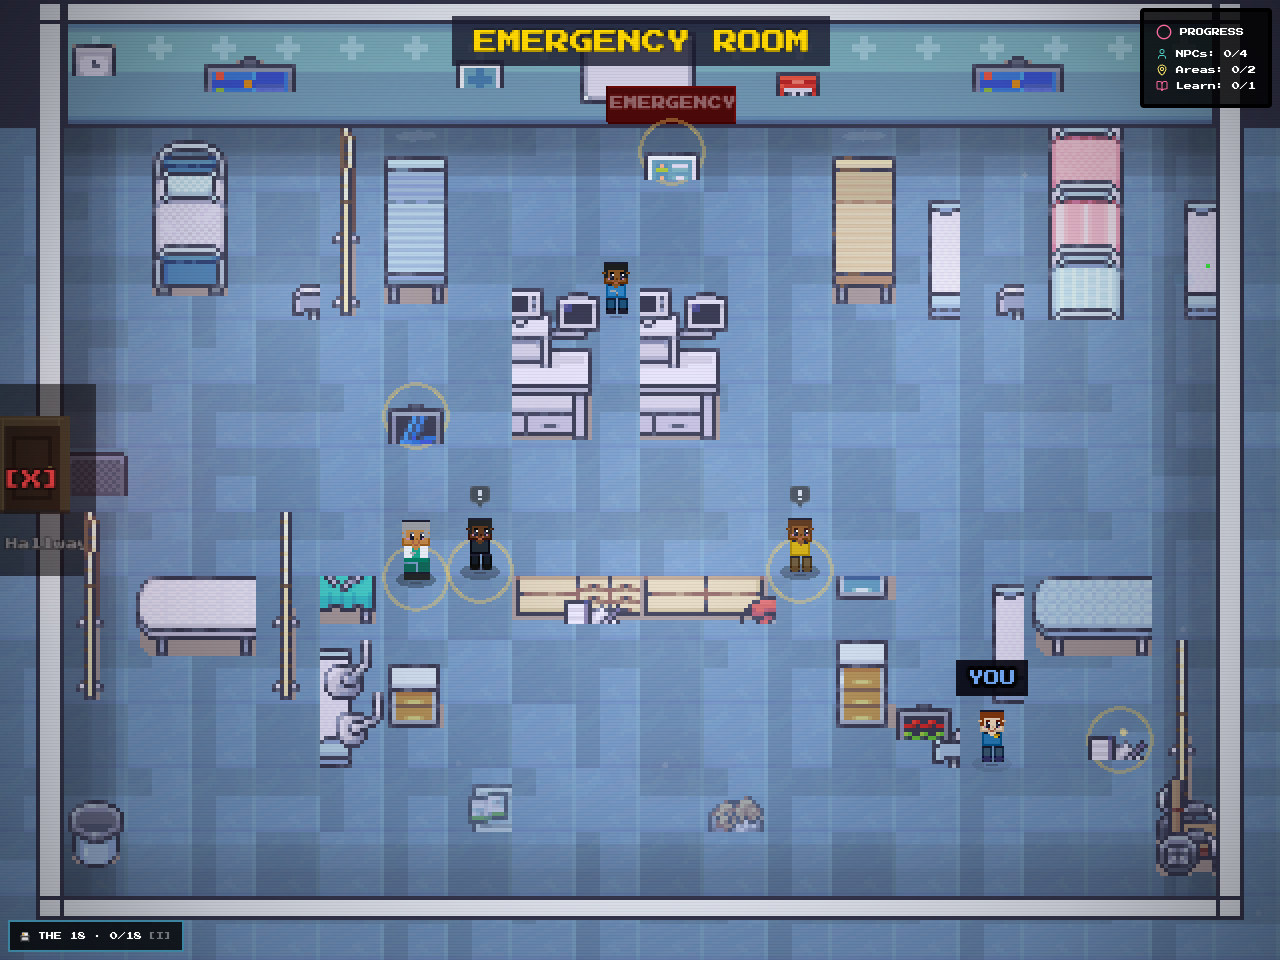 EMERGENCY ROOM
PROGRESS
NPCs: 0/4
Areas: 0/2
Learn: 0/1
EMERGENCY
[X]
!
!
Hallway
YOU
THE 18 · 0/18 [I]